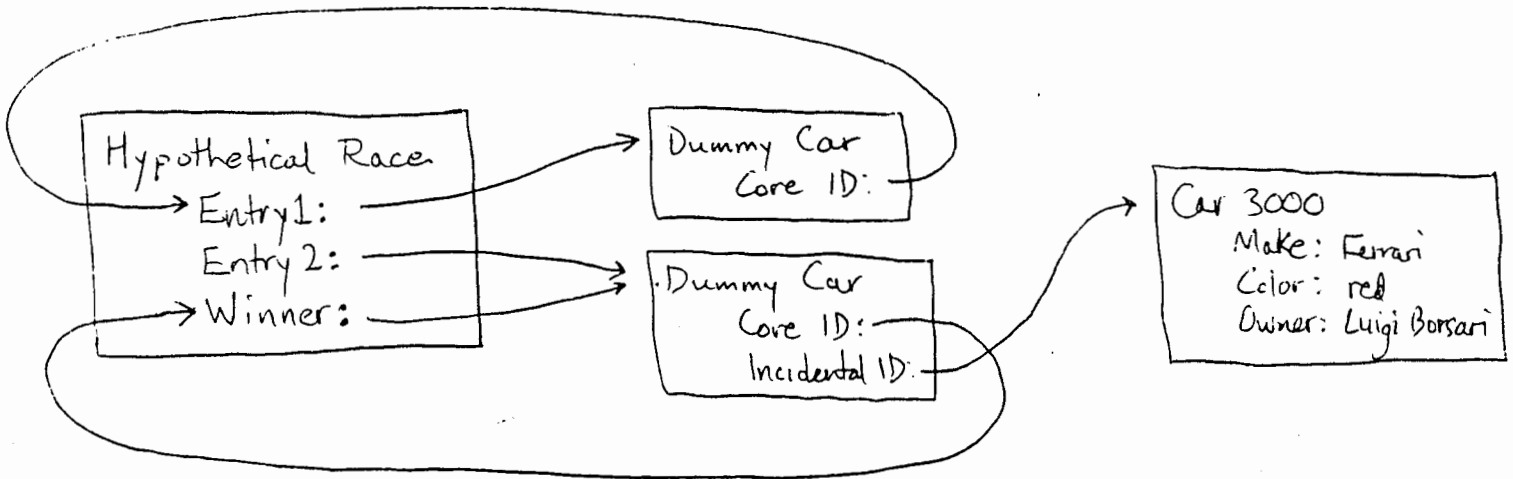 Hypothetical Race
Entry1:
Entry 2:
Winner:
Dummy Car
Core ID:
Dummy Car
Core ID:
Incidental ID:
Car 3000
Make: Ferrari
Color: red
Owner: Luigi Borsari